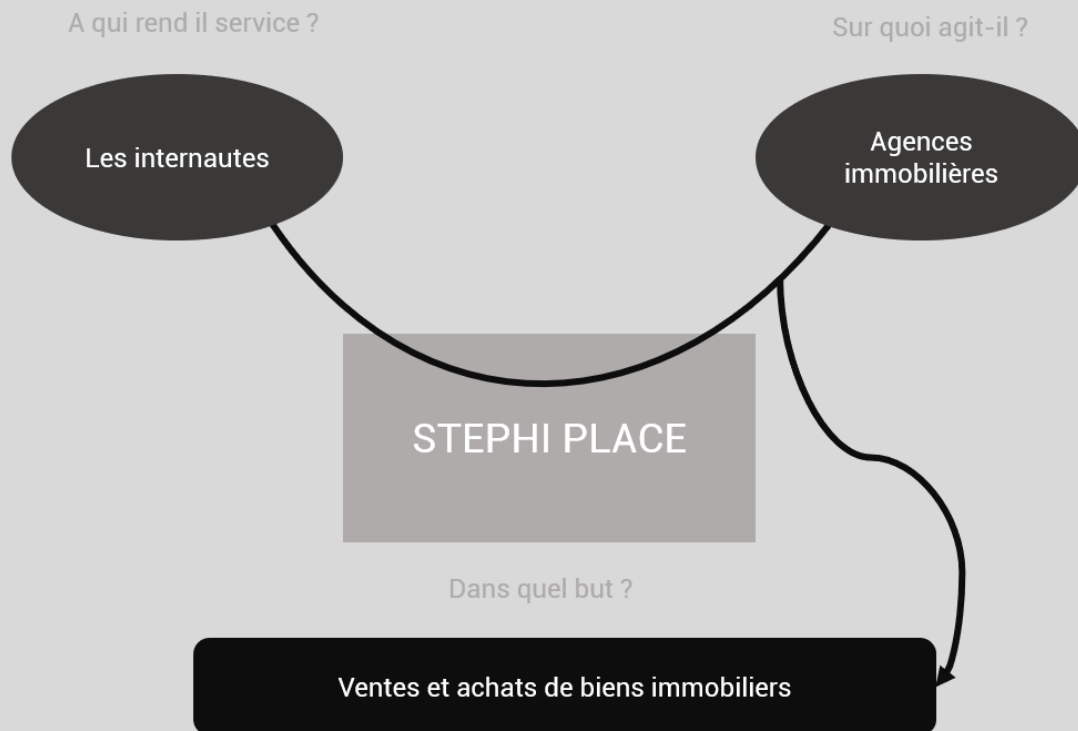 A qui rend il service ?
Sur quoi agit-il ?
Les internautes
Agences
immobilières
STEPHI PLACE
Dans quel but ?
Ventes et achats de biens immobiliers